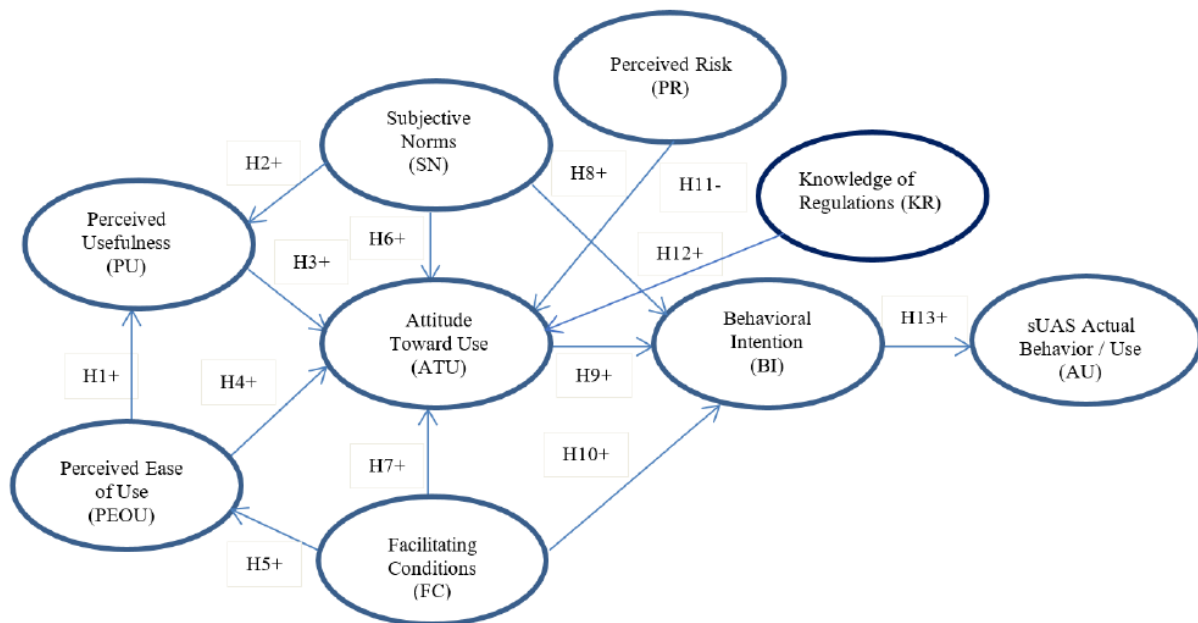 Perceived Risk
(PR)
Subjective
Norms
(SN)
H2+
H8+
H11-
Knowledge of
Regulations (KR)
Perceived
Usefulness
(PU)
H3+
H6+
H12+
Attitude
Toward Use
(ATU)
Behavioral
Intention
(BI)
H13+
sUAS Actual
Behavior / Use
(AU)
H1+
H4+
H9+
H7+
H10+
Perceived Ease
of Use
(PEOU)
H5+
Facilitating
Conditions
(FC)